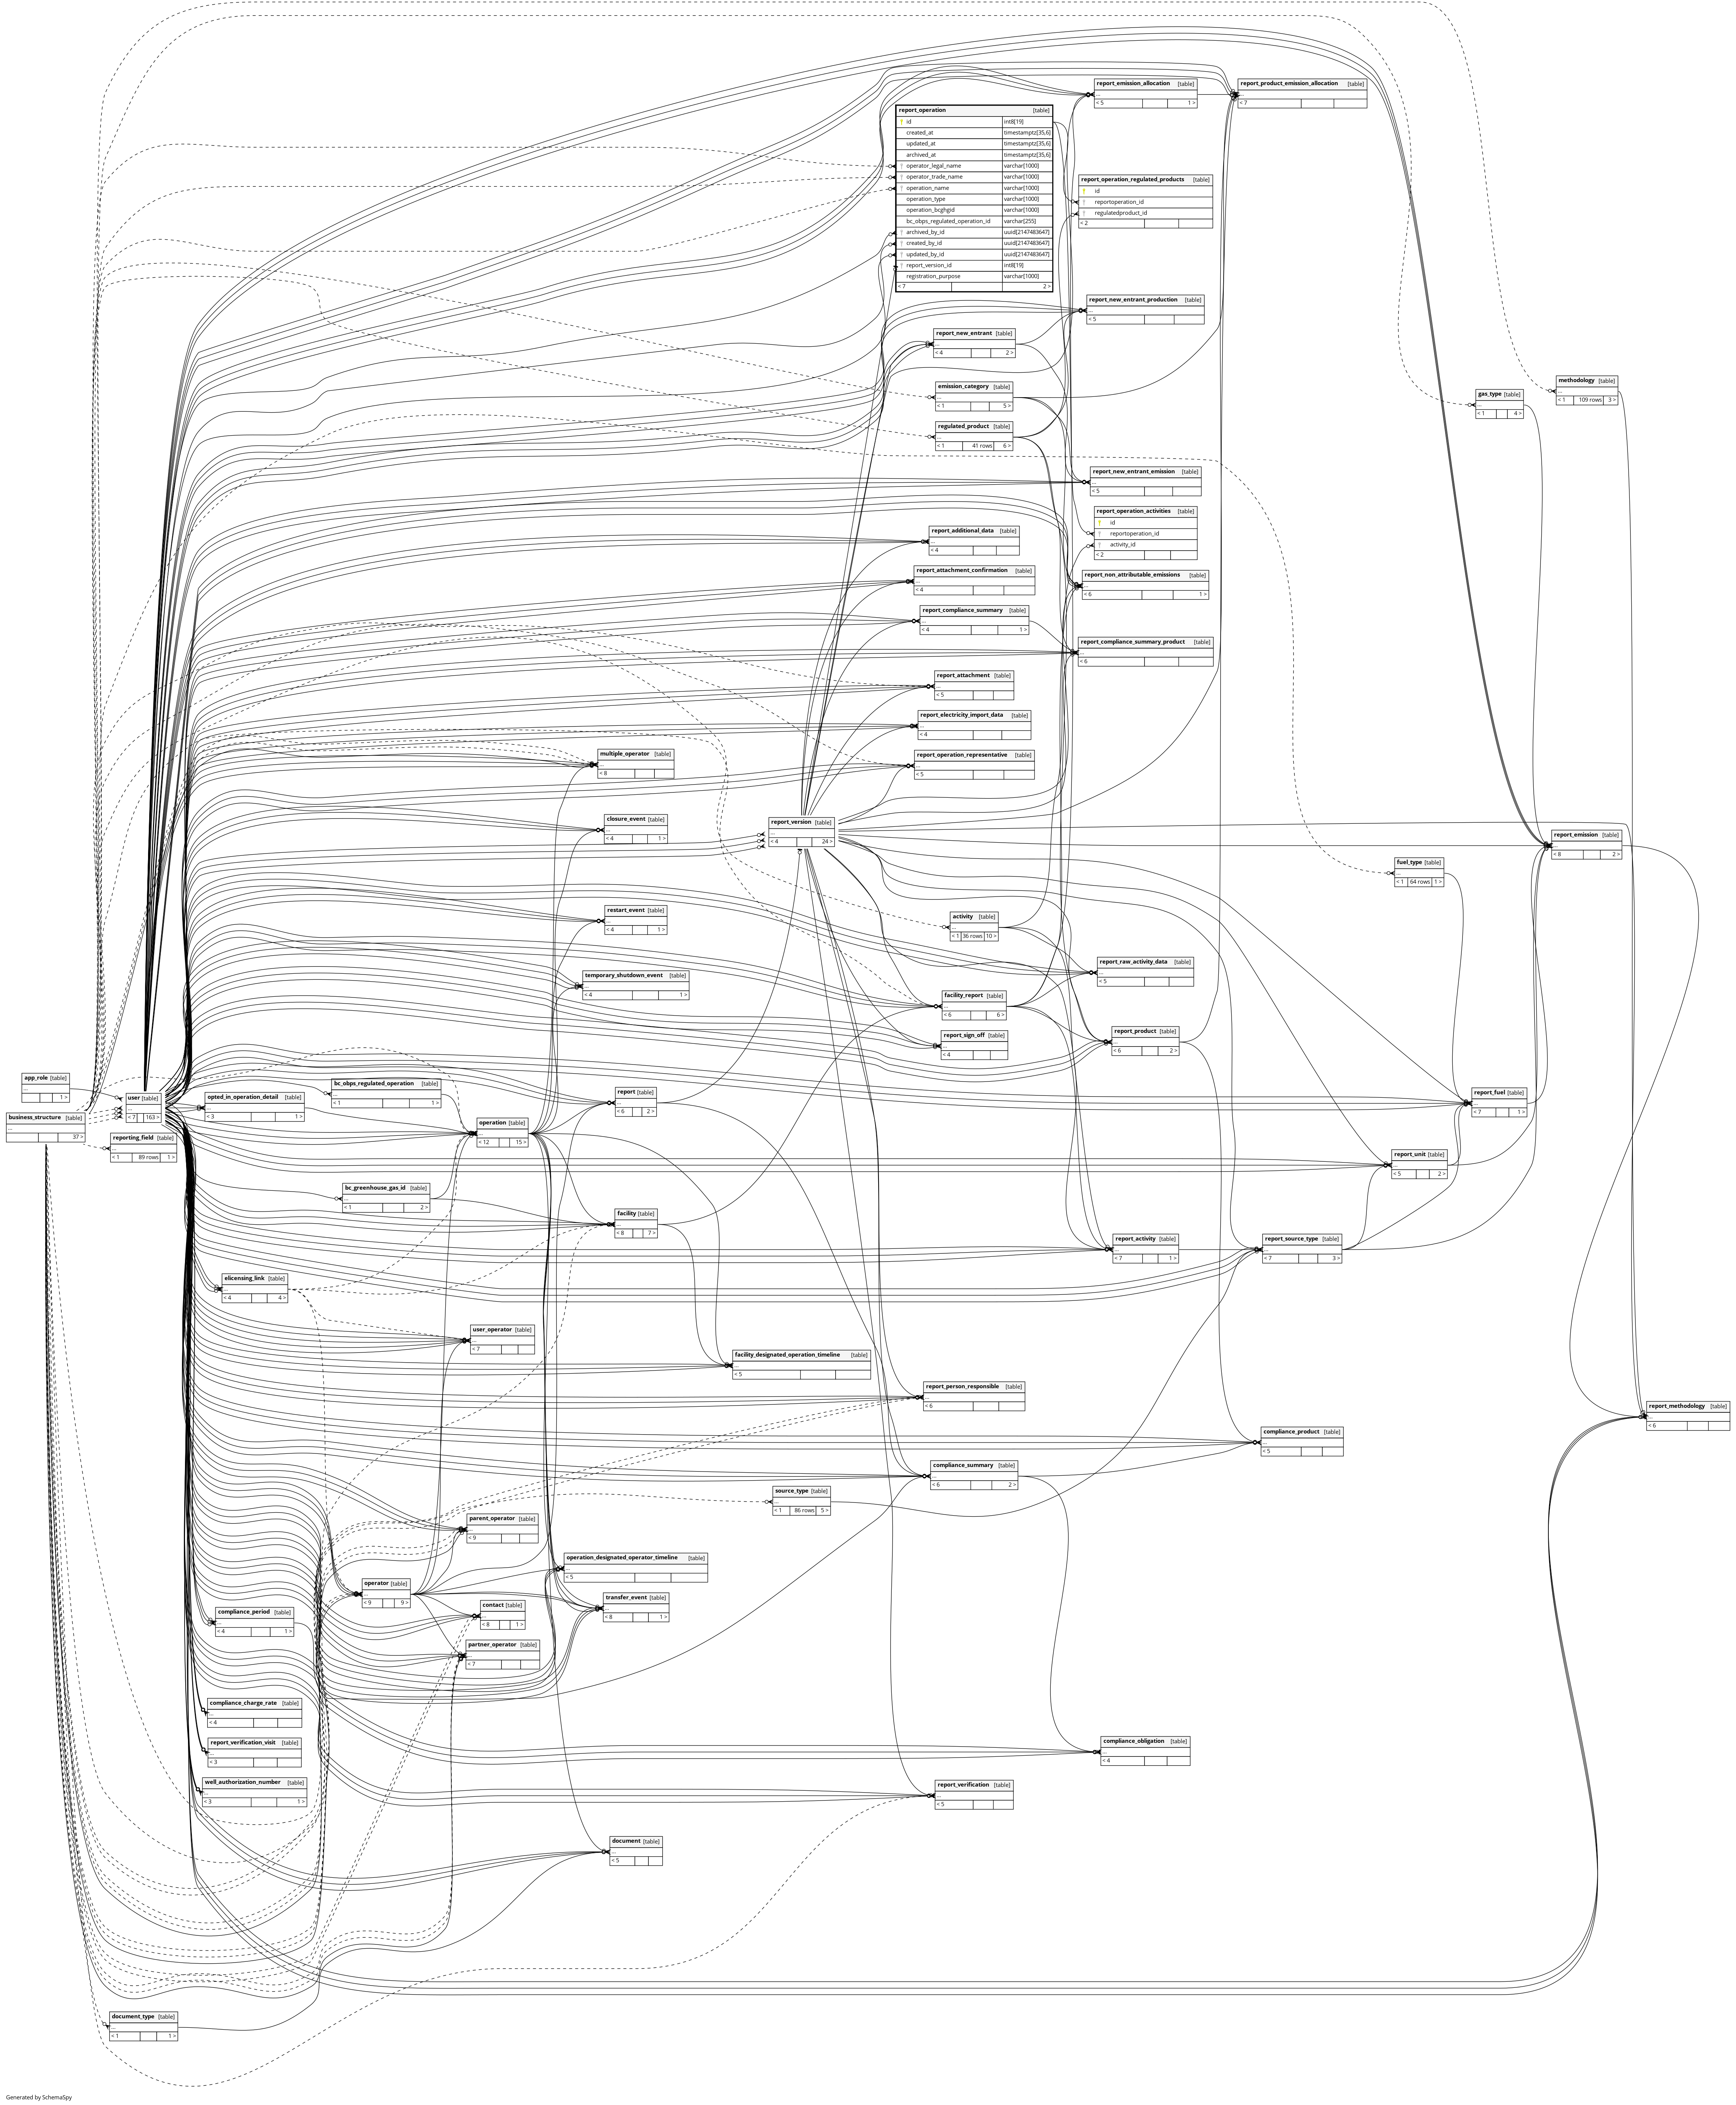 report_emission_allocation [table]
...
< 5 1 >
report_product_emission_allocation [table]
...
< 7
report_operation [table]
id int8[19]
created_at timestamptz[35,6]
updated_at timestamptz[35,6]
archived_at timestamptz[35,6]
operator_legal_name varchar[1000]
operator_trade_name varchar[1000]
operation_name varchar[1000]
operation_type varchar[1000]
operation_bcghgid varchar[1000]
bc_obps_regulated_operation_id varchar[255]
archived_by_id uuid[2147483647]
created_by_id uuid[2147483647]
updated_by_id uuid[2147483647]
report_version_id int8[19]
registration_purpose varchar[1000]
< 7 2 >
report_operation_regulated_products [table]
id
reportoperation_id
regulatedproduct_id
< 2
report_new_entrant_production [table]
...
< 5
report_new_entrant [table]
...
< 4 2 >
emission_category [table]
...
< 1 5 >
regulated_product [table]
...
< 1 41 rows 6 >
methodology [table]
...
< 1 109 rows 3 >
gas_type [table]
...
< 1 4 >
report_new_entrant_emission [table]
...
< 5
report_operation_activities [table]
id
reportoperation_id
activity_id
< 2
report_additional_data [table]
...
< 4
report_attachment_confirmation [table]
...
< 4
report_non_attributable_emissions [table]
...
< 6 1 >
report_compliance_summary [table]
...
< 4 1 >
report_compliance_summary_product [table]
...
< 6
report_attachment [table]
...
< 5
report_electricity_import_data [table]
...
< 4
multiple_operator [table]
...
< 8
report_operation_representative [table]
...
< 5
closure_event [table]
...
< 4 1 >
report_version [table]
...
< 4 24 >
report_emission [table]
...
< 8 2 >
fuel_type [table]
...
< 1 64 rows 1 >
restart_event [table]
...
< 4 1 >
activity [table]
...
< 1 36 rows 10 >
temporary_shutdown_event [table]
...
< 4 1 >
report_raw_activity_data [table]
...
< 5
facility_report [table]
...
< 6 6 >
report_sign_off [table]
...
< 4
report_product [table]
...
< 6 2 >
app_role [table]
...
1 >
user [table]
...
< 7 163 >
business_structure [table]
...
37 >
reporting_field [table]
...
< 1 89 rows 1 >
bc_obps_regulated_operation [table]
...
< 1 1 >
opted_in_operation_detail [table]
...
< 3 1 >
report [table]
...
< 6 2 >
operation [table]
...
< 12 15 >
report_fuel [table]
...
< 7 1 >
report_unit [table]
...
< 5 2 >
bc_greenhouse_gas_id [table]
...
< 1 2 >
facility [table]
...
< 8 7 >
report_activity [table]
...
< 7 1 >
report_source_type [table]
...
< 7 3 >
elicensing_link [table]
...
< 4 4 >
user_operator [table]
...
< 7
facility_designated_operation_timeline [table]
...
< 5
report_person_responsible [table]
...
< 6
report_methodology [table]
...
< 6
compliance_product [table]
...
< 5
compliance_summary [table]
...
< 6 2 >
source_type [table]
...
< 1 86 rows 5 >
parent_operator [table]
...
< 9
operation_designated_operator_timeline [table]
...
< 5
operator [table]
...
< 9 9 >
transfer_event [table]
...
< 8 1 >
contact [table]
...
< 8 1 >
compliance_period [table]
...
< 4 1 >
partner_operator [table]
...
< 7
compliance_charge_rate [table]
...
< 4
report_verification_visit [table]
...
< 3
compliance_obligation [table]
...
< 4
well_authorization_number [table]
...
< 3 1 >
report_verification [table]
...
< 5
document [table]
...
< 5
document_type [table]
...
< 1 1 >
Generated by SchemaSpy